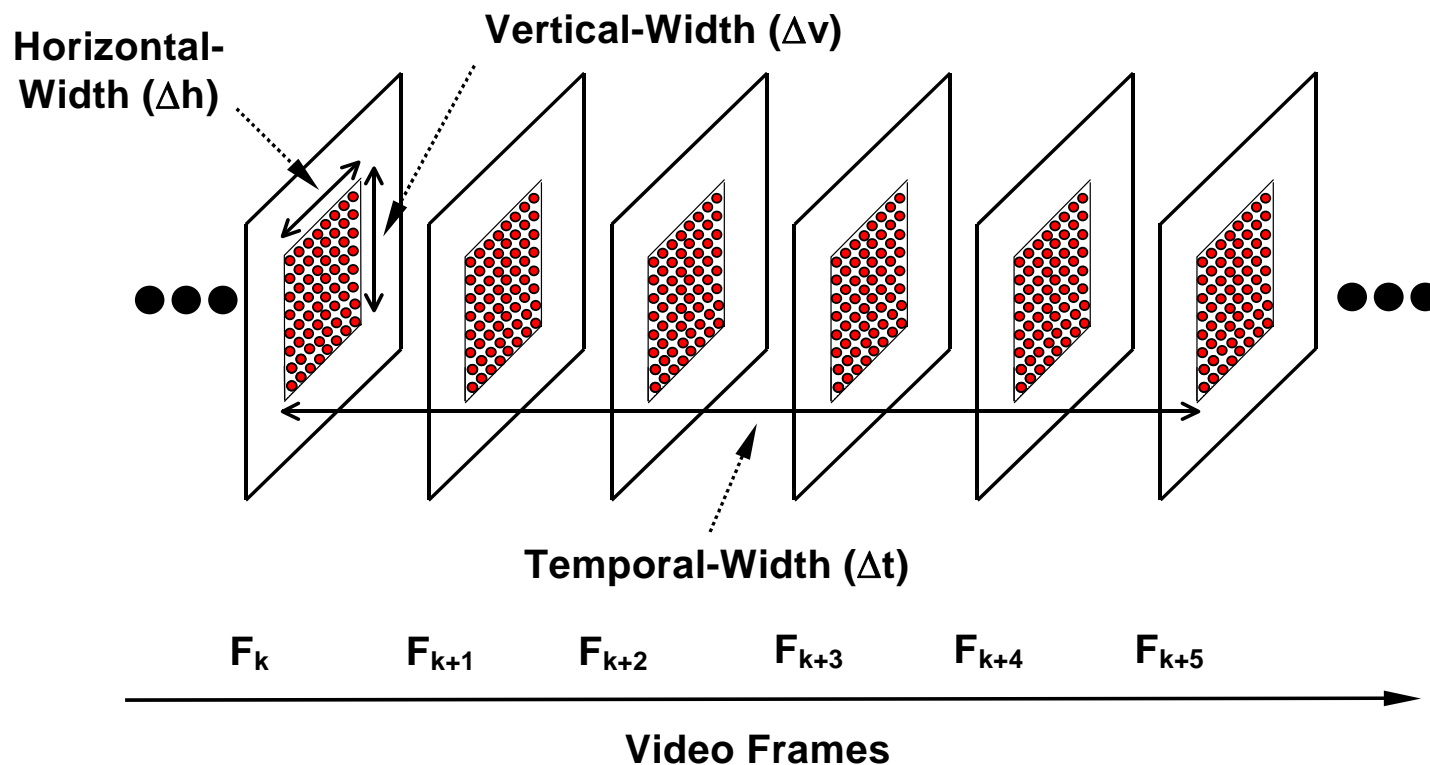 Horizontal-
Width (Δh)
Vertical-Width (Δv)
Temporal-Width (Δt)
Fk Fk+1 Fk+2 Fk+3 Fk+4 Fk+5
Video Frames